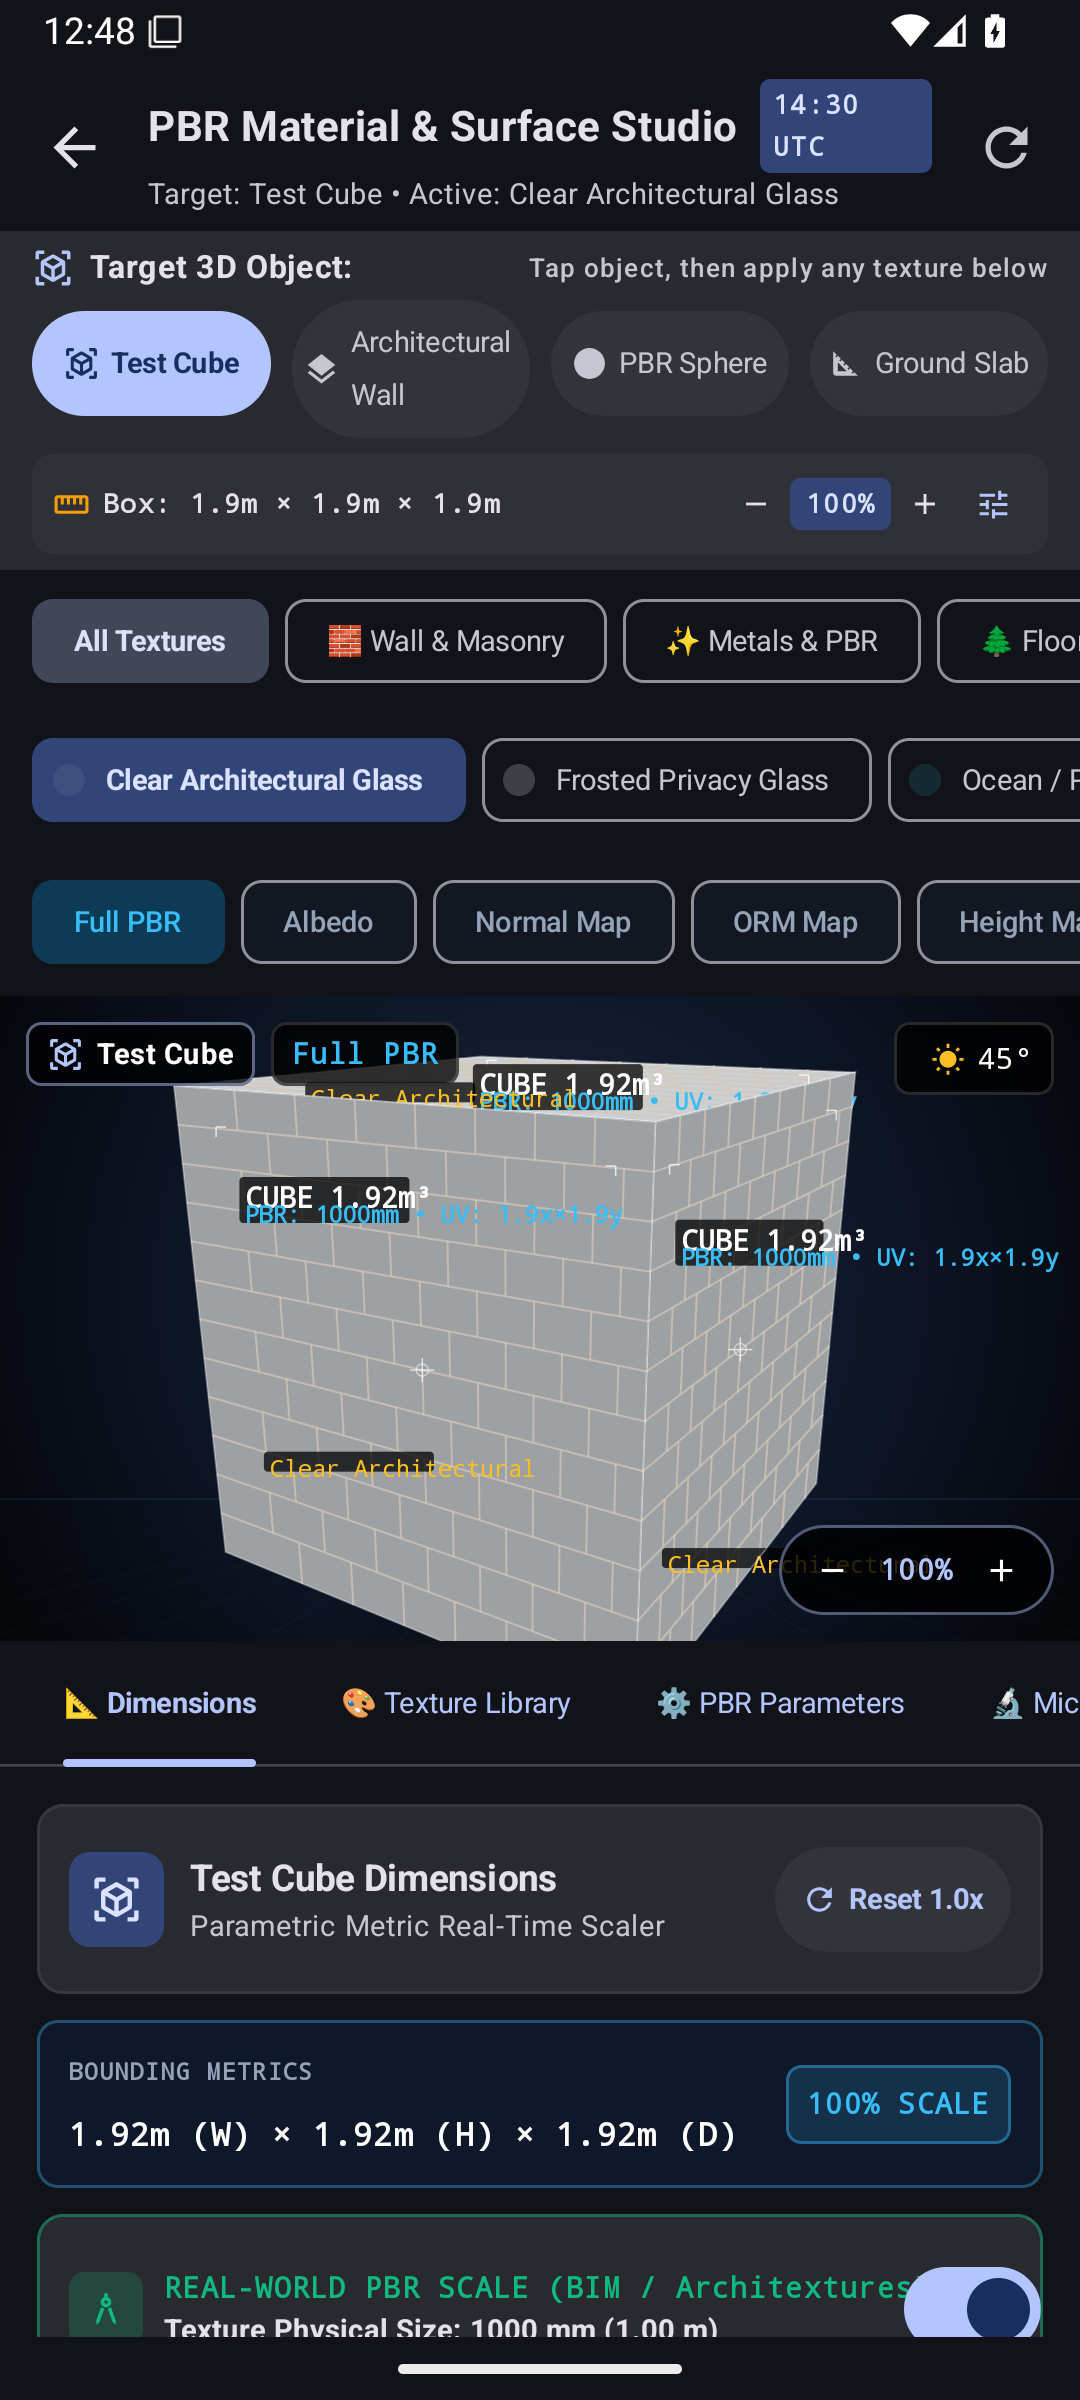 12:48
PBR Material & Surface Studio
14:30
UTC
Target: Test Cube • Active: Clear Architectural Glass
Target 3D Object:
Tap object, then apply any texture below
Test Cube
Architectural
Wall
PBR Sphere
Ground Slab
Box: 1.9m × 1.9m × 1.9m
100%
All Textures
🧱 Wall & Masonry
✨ Metals & PBR
🌲 Floor
Clear Architectural Glass
Frosted Privacy Glass
Ocean /
Full PBR
Albedo
Normal Map
ORM Map
Height Ma
Test Cube
Full PBR
45°
CUBE 1.92m³
Clear Architectural
PBR: 1000mm • UV:
CUBE 1.92m³
PBR: 1000mm • UV: 1.9x×1.9y
CUBE 1.92m³
PBR: 1000mm • UV: 1.9x×1.9y
Clear Architectural
Clear Architectural
100%
📐 Dimensions
🎨 Texture Library
⚙️ PBR Parameters
🔬 Mic
Test Cube Dimensions
Parametric Metric Real-Time Scaler
Reset 1.0x
BOUNDING METRICS
1.92m (W) × 1.92m (H) × 1.92m (D)
100% SCALE
REAL-WORLD PBR SCALE (BIM / Architextures
Texture Physical Size: 1000 mm (1.00 m)